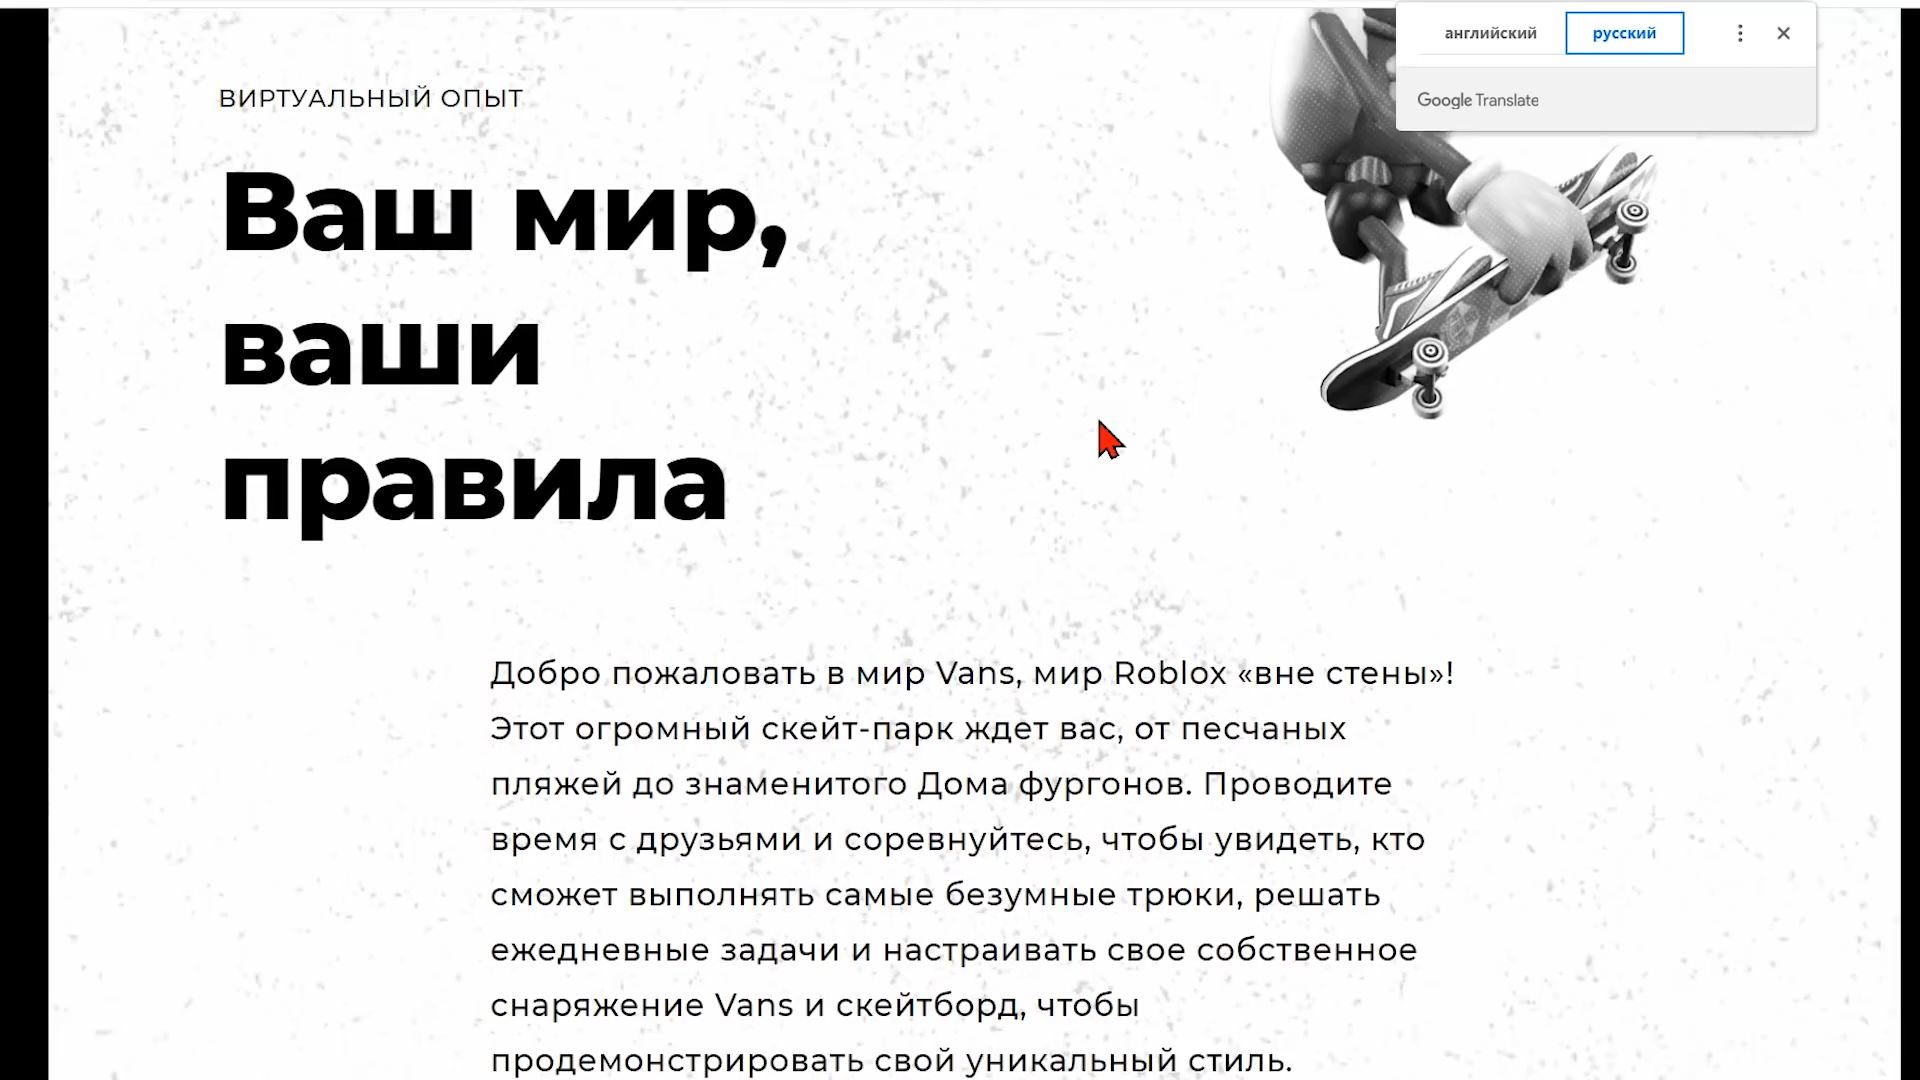 английский русский
Google Translate
ВИРТУАЛЬНЫЙ ОПЫТ
Ваш мир,
ваши
правила
Добро пожаловать в мир Vans, мир Roblox «вне стены»!
Этот огромный скейт-парк ждет вас, от песчаных
пляжей до знаменитого Дома фургонов. Проводите
время с друзьями и соревнуйтесь, чтобы увидеть, кто
сможет выполнять самые безумные трюки, решать
ежедневные задачи и настраивать свое собственное
снаряжение Vans и скейтборд, чтобы
продемонстрировать свой уникальный стиль.